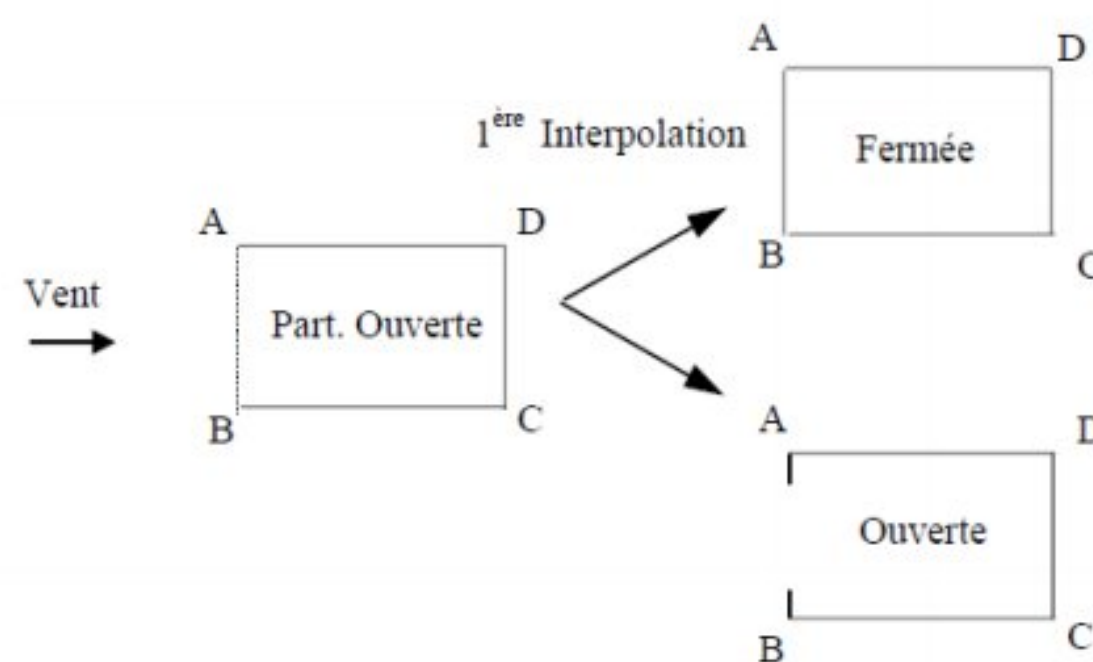 A
D
1ère Interpolation
Fermée
B
C
A
D
Vent
Part. Ouverte
B
C
A
D
Ouverte
B
C